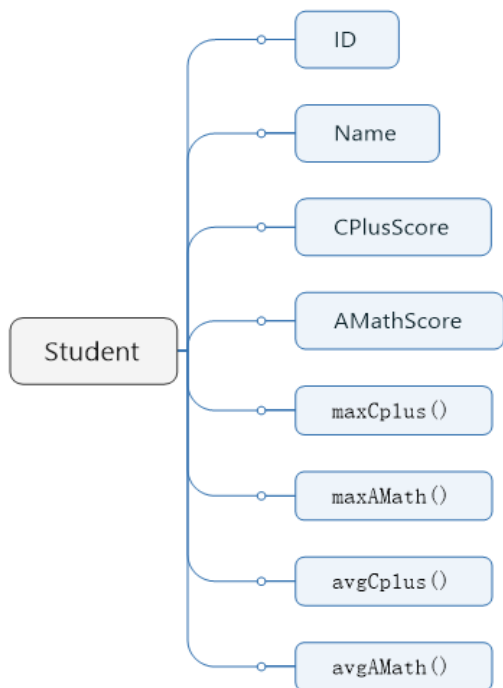 ID
Name
CPlusScore
Student
AMathScore
maxCplus()
maxAMath()
avgCplus()
avgAMath()